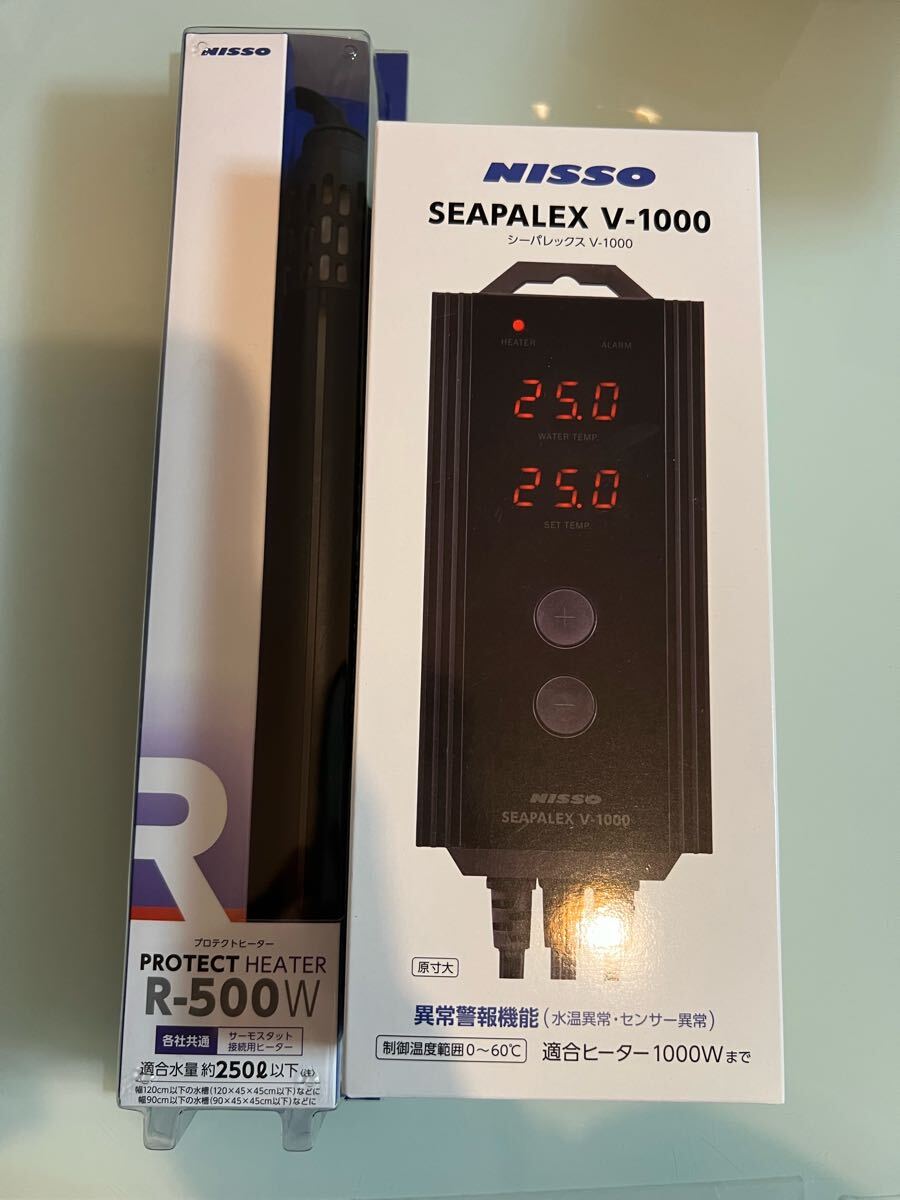 NISSO
R
プロテクトヒーター
PROTECT HEATER
R-500W
各社共通
サーモスタット
接続用ヒーター
適合水量 約250ℓ以下(注)
幅120cm以下の水槽(120×45×45cm以下)などに
幅90cm以下の水槽(90×45×45cm以下)などに
NISSO
SEAPALEX V-1000
シーパレックス V-1000
HEATER ALARM
25.0
WATER TEMP.
25.0
SET TEMP.
+
−
NISSO
SEAPALEX V-1000
原寸大
異常警報機能(水温異常・センサー異常)
制御温度範囲0〜60℃ 適合ヒーター1000Wまで